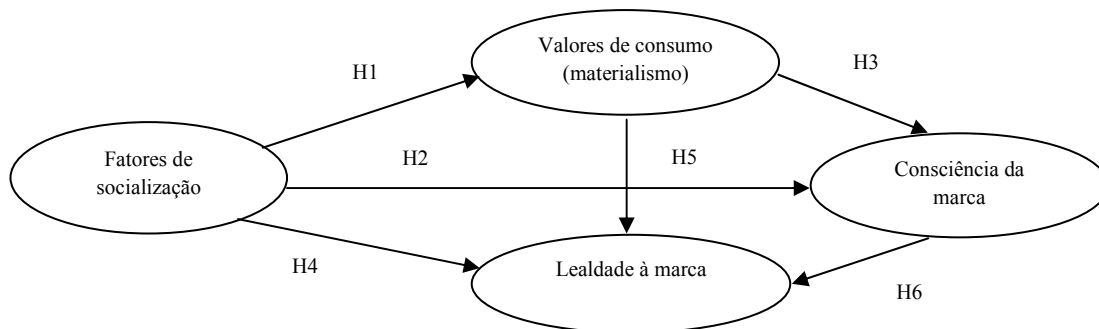 Valores de consumo
(materialismo)
H1
H3
Fatores de
socialização
H2
H5
Consciência da
marca
H4
Lealdade à marca
H6